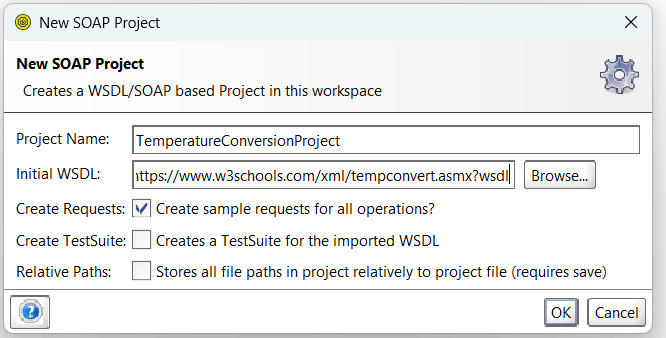 New SOAP Project
New SOAP Project
Creates a WSDL/SOAP based Project in this workspace
Project Name: TemperatureConversionProject
Initial WSDL: https://www.w3schools.com/xml/tempconvert.asmx?wsdl Browse...
Create Requests: Create sample requests for all operations?
Create TestSuite: Creates a TestSuite for the imported WSDL
Relative Paths: Stores all file paths in project relatively to project file (requires save)
? OK Cancel